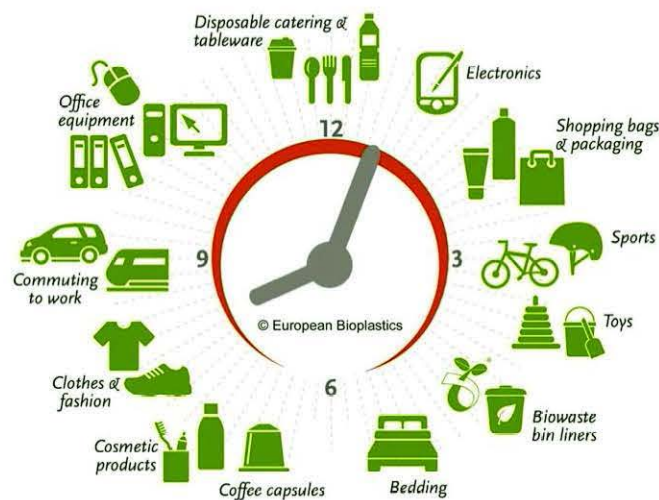 Disposable catering &
tableware
Electronics
Office
equipment
12
Shopping bags
& packaging
Sports
9
3
Commuting
to work
Toys
© European Bioplastics
Clothes &
fashion
6
Biowaste
bin liners
Cosmetic
products
Coffee capsules
Bedding